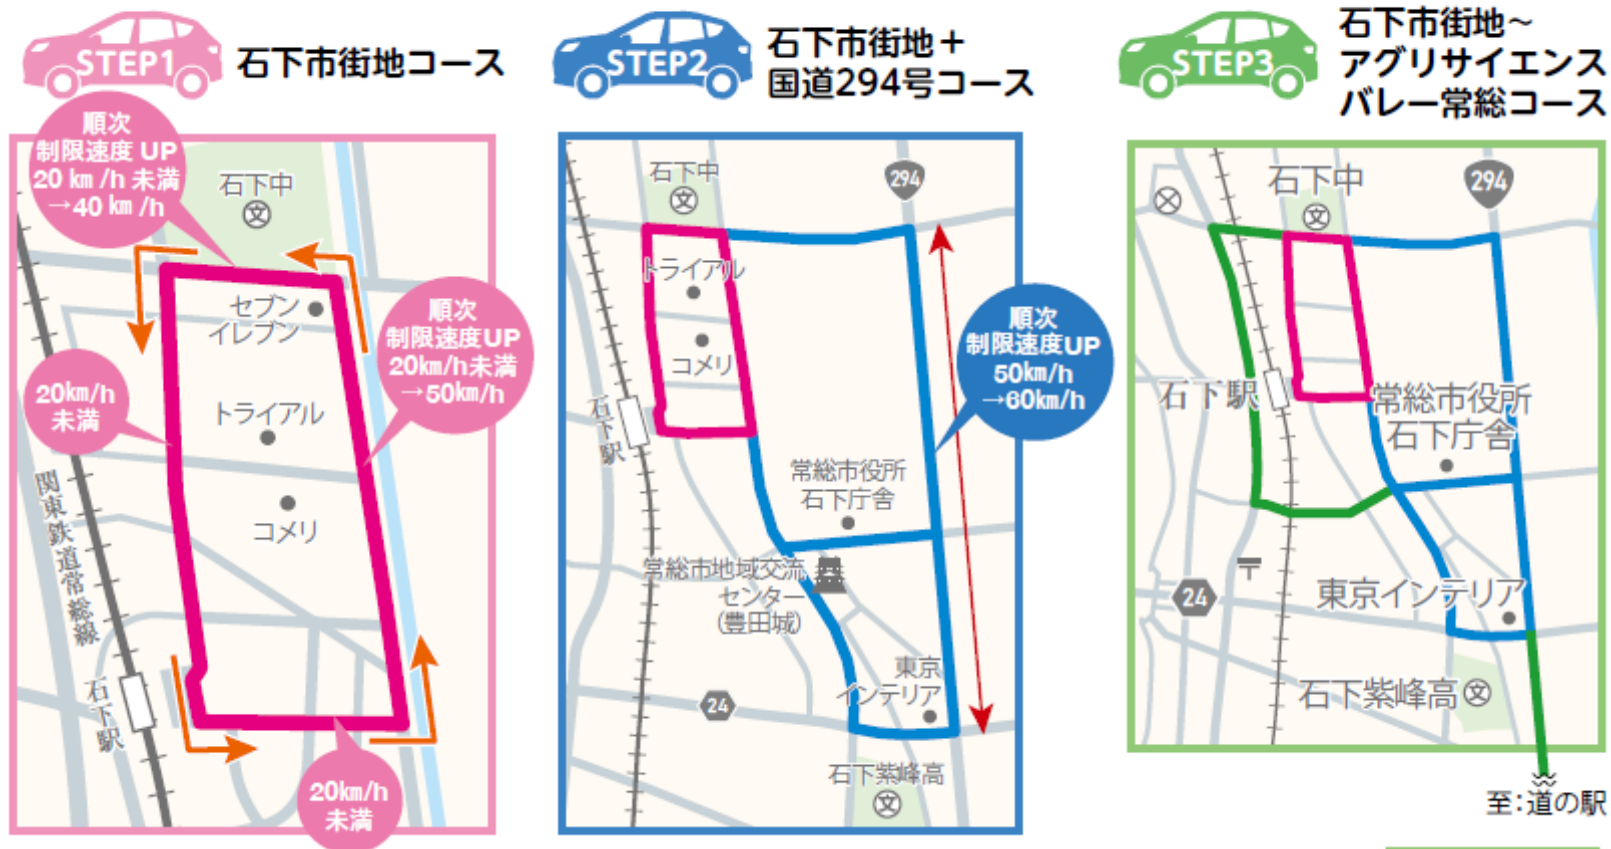 STEP1
石下市街地コース
順次
制限速度 UP
20 km /h 未満
→40 km /h
石下中
文
セブン
イレブン
順次
制限速度UP
20km/h未満
→50km/h
20km/h
未満
トライアル
コメリ
関東鉄道常総線
石下駅
20km/h
未満
STEP2
石下市街地＋
国道294号コース
石下中
文
294
トライアル
コメリ
石下駅
順次
制限速度UP
50km/h
→60km/h
常総市役所
石下庁舎
常総市地域交流
センター
(豊田城)
東京
インテリア
24
石下紫峰高
文
STEP3
石下市街地～
アグリサイエンス
バレー常総コース
石下中
文
294
石下駅
常総市役所
石下庁舎
〒
24
東京インテリア
石下紫峰高
文
至：道の駅